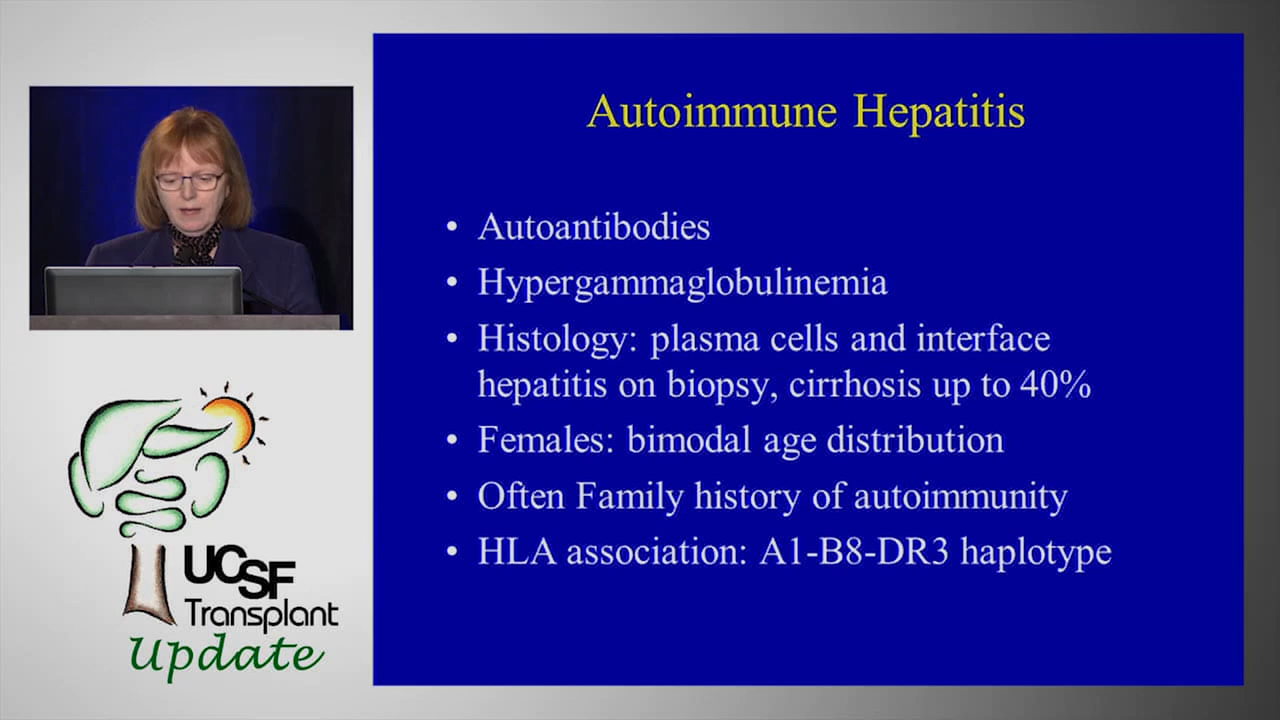 Autoimmune Hepatitis
• Autoantibodies
• Hypergammaglobulinemia
• Histology: plasma cells and interface
hepatitis on biopsy, cirrhosis up to 40%
• Females: bimodal age distribution
• Often Family history of autoimmunity
• HLA association: A1-B8-DR3 haplotype
UCSF
Transplant
Update